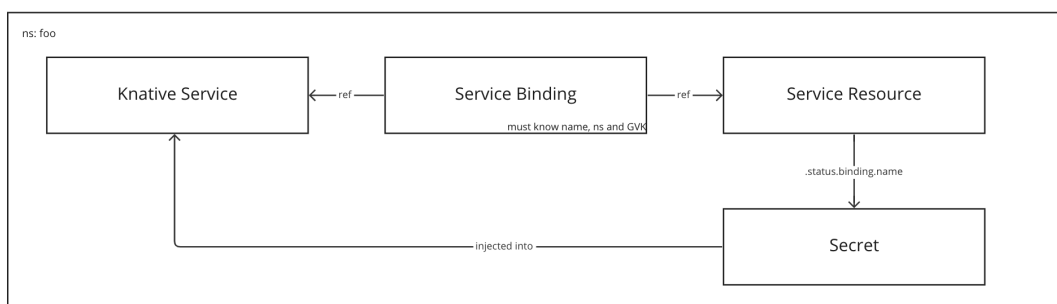 ns: foo
Knative Service
ref
Service Binding
must know name, ns and GVK
ref
Service Resource
.status.binding.name
injected into
Secret